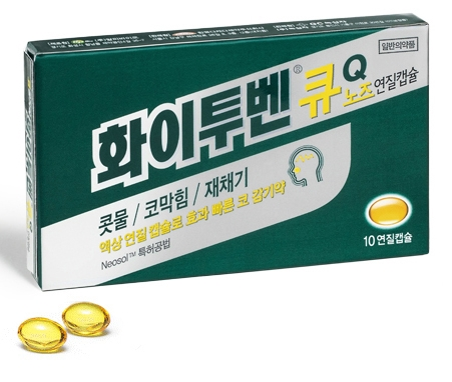 일반의약품
화이투벤® 큐 Q
노즈 연질캡슐
콧물 / 코막힘 / 재채기
액상 연질 캡슐로 효과 빠른 코 감기약
Neosol™ 특허공법
10 연질캡슐